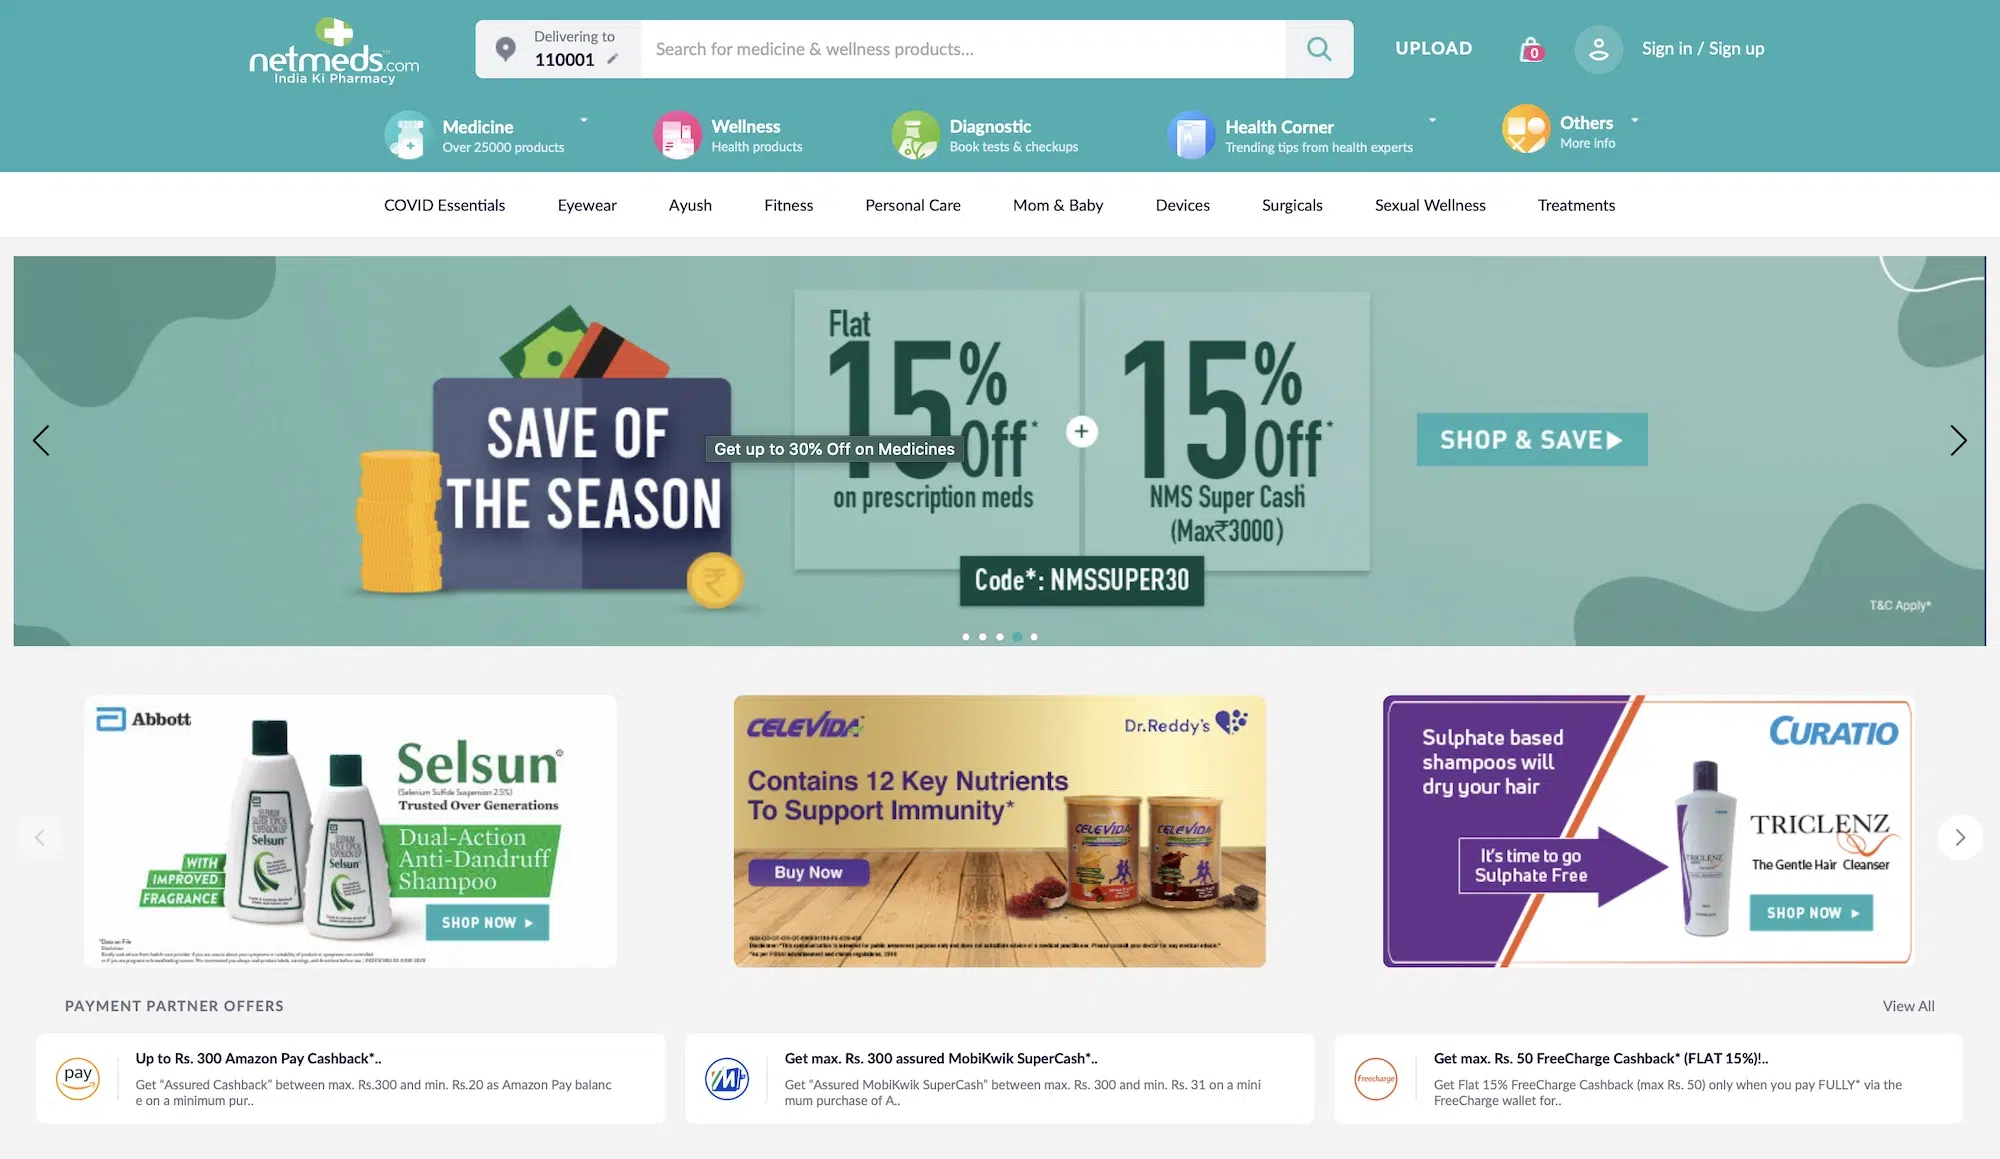 netmeds.com
India Ki Pharmacy
Delivering to
110001
Search for medicine & wellness products...
UPLOAD
0
Sign in / Sign up
Medicine
Over 25000 products
Wellness
Health products
Diagnostic
Book tests & checkups
Health Corner
Trending tips from health experts
Others
More info
COVID Essentials
Eyewear
Ayush
Fitness
Personal Care
Mom & Baby
Devices
Surgicals
Sexual Wellness
Treatments
SAVE OF
THE SEASON
Flat
15% Off*
on prescription meds
Get up to 30% Off on Medicines
+
15% Off*
NMS Super Cash
(Max₹3000)
Code*: NMSSUPER30
SHOP & SAVE
T&C Apply*
Abbott
Selsun®
(Selenium Sulfide Suspension 2.5%)
Trusted Over Generations
Dual-Action
Anti-Dandruff
Shampoo
WITH
IMPROVED
FRAGRANCE
Selsun
Selsun
SHOP NOW
*Data on File
CELEVIDA
Dr.Reddy's
Contains 12 Key Nutrients
To Support Immunity*
Buy Now
CELEVIDA
CELEVIDA
CURATIO
Sulphate based
shampoos will
dry your hair
It's time to go
Sulphate Free
TRICLENZ
TRICLENZ
The Gentle Hair Cleanser
SHOP NOW
PAYMENT PARTNER OFFERS
View All
pay
Up to Rs. 300 Amazon Pay Cashback*..
Get “Assured Cashback” between max. Rs.300 and min. Rs.20 as Amazon Pay balanc
e on a minimum pur..
Get max. Rs. 300 assured MobiKwik SuperCash*..
Get “Assured MobiKwik SuperCash” between max. Rs. 300 and min. Rs. 31 on a mini
mum purchase of A..
Freecharge
Get max. Rs. 50 FreeCharge Cashback* (FLAT 15%)!..
Get Flat 15% FreeCharge Cashback (max Rs. 50) only when you pay FULLY* via the
FreeCharge wallet for..